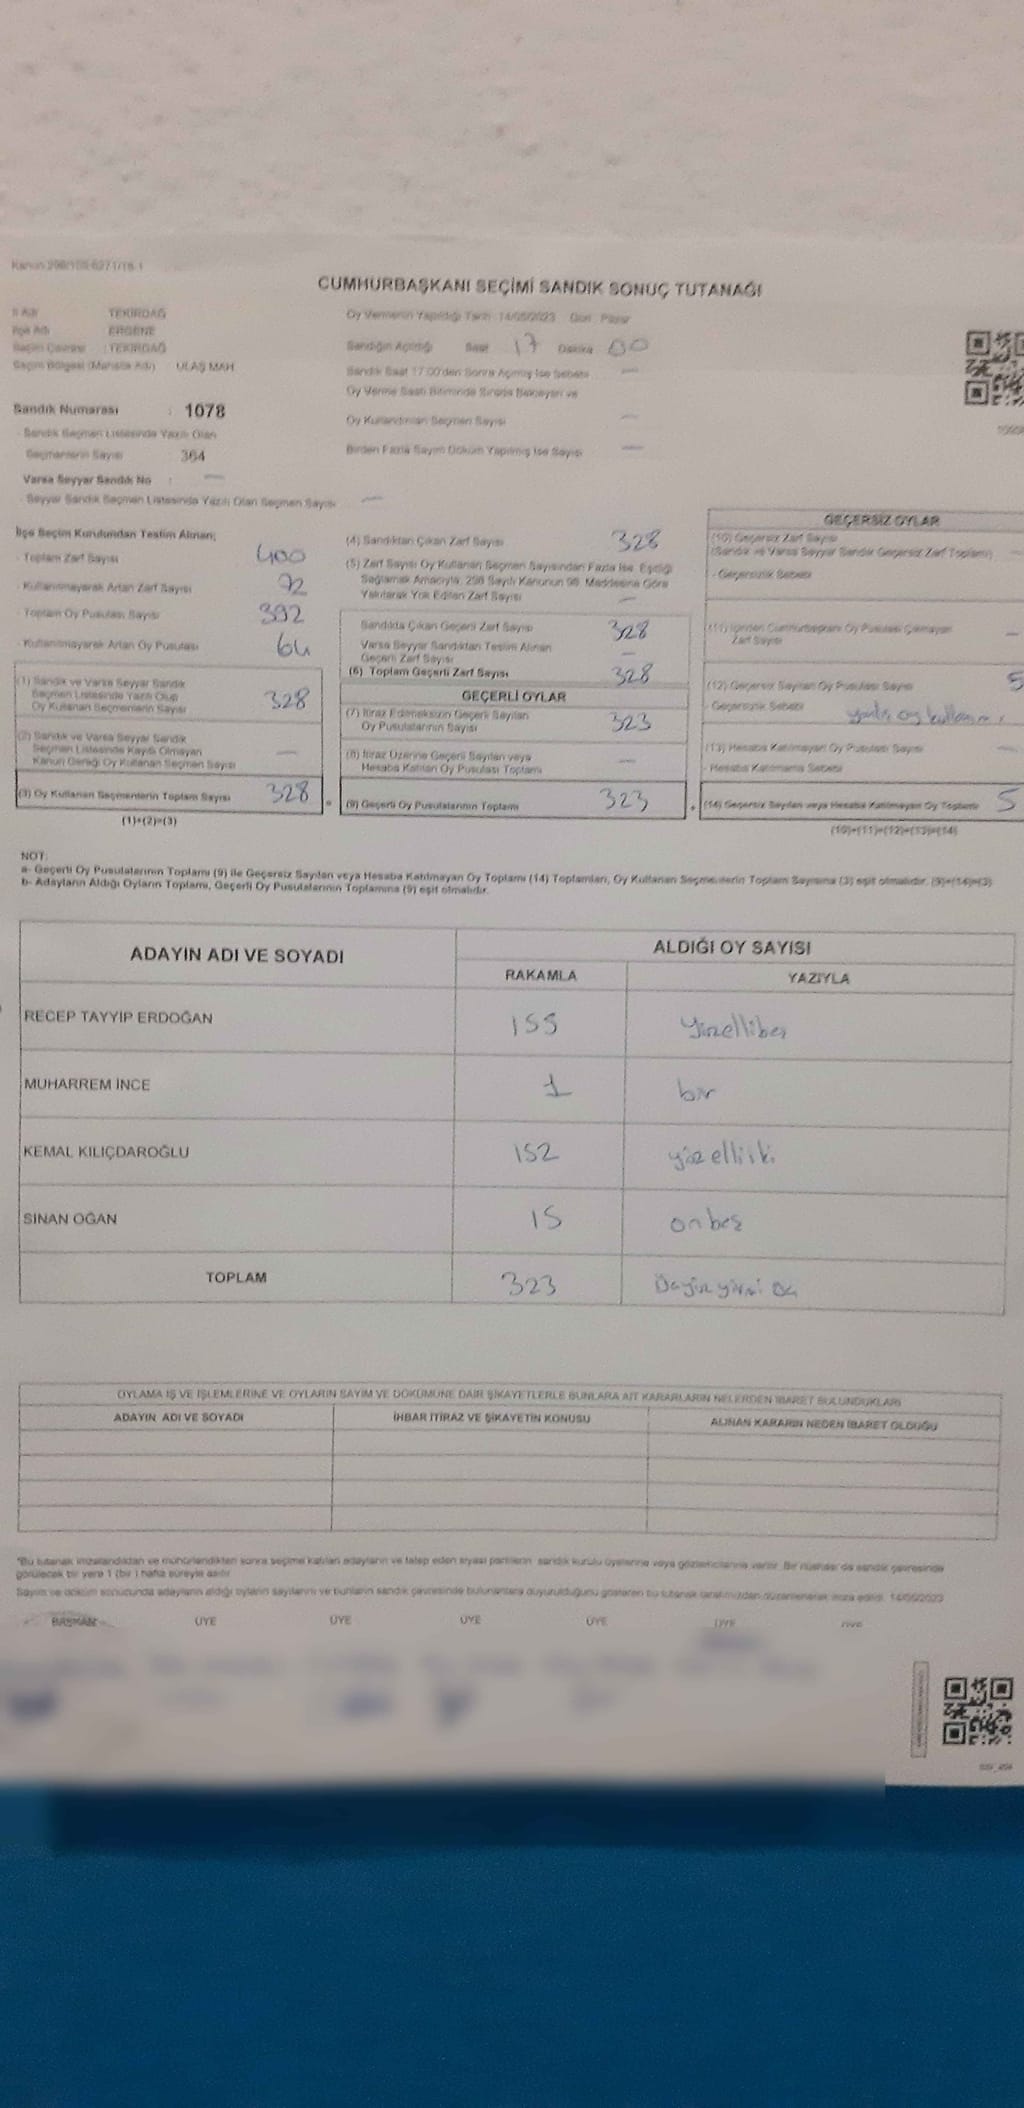 Kanun:298/105-6271/18-1
CUMHURBAŞKANI SEÇİMİ SANDIK SONUÇ TUTANAĞI
İl Adı TEKİRDAĞ
İlçe Adı ERGENE
Seçim Çevresi : TEKİRDAĞ
Seçim Bölgesi (Mahalle Adı) : ULAŞ MAH.
Sandık Numarası : 1078
- Sandık Seçmen Listesinde Yazılı Olan
Seçmenlerin Sayısı 364
Varsa Seyyar Sandık No : —
- Seyyar Sandık Seçmen Listesinde Yazılı Olan Seçmen Sayısı —
Oy Vermenin Yapıldığı Tarih : 14/05/2023 Gün : Pazar
Sandığın Açıldığı Saat 17 Dakika 00
Sandık Saat 17:00'den Sonra Açılmış İse Sebebi —
Oy Verme Saati Bitiminde Sırada Bekleyen ve
Oy Kullandırılan Seçmen Sayısı —
Birden Fazla Sayım Döküm Yapılmış İse Sayısı —
İlçe Seçim Kurulundan Teslim Alınan;
- Toplam Zarf Sayısı 400
- Kullanılmayarak Artan Zarf Sayısı 72
- Toplam Oy Pusulası Sayısı 392
- Kullanılmayarak Artan Oy Pusulası 64
(1) Sandık ve Varsa Seyyar Sandık
Seçmen Listesinde Yazılı Olup
Oy Kullanan Seçmenlerin Sayısı 328
(2) Sandık ve Varsa Seyyar Sandık
Seçmen Listesinde Kayıtlı Olmayan
Kanun Gereği Oy Kullanan Seçmen Sayısı —
(3) Oy Kullanan Seçmenlerin Toplam Sayısı 328
(1)+(2)=(3)
(4) Sandıktan Çıkan Zarf Sayısı 328
(5) Zarf Sayısı Oy Kullanan Seçmen Sayısından Fazla İse, Eşitliği
Sağlamak Amacıyla, 298 Sayılı Kanunun 98. Maddesine Göre
Yakılarak Yok Edilen Zarf Sayısı —
Sandıkta Çıkan Geçerli Zarf Sayısı 328
Varsa Seyyar Sandıktan Teslim Alınan
Geçerli Zarf Sayısı —
(6) Toplam Geçerli Zarf Sayısı 328
GEÇERLİ OYLAR
(7) İtiraz Edilmeksizin Geçerli Sayılan
Oy Pusulalarının Sayısı 323
(8) İtiraz Üzerine Geçerli Sayılan veya
Hesaba Katılan Oy Pusulası Toplamı —
= (9) Geçerli Oy Pusulalarının Toplamı 323
GEÇERSİZ OYLAR
(10) Geçersiz Zarf Sayısı
(Sandık ve Varsa Seyyar Sandık Geçersiz Zarf Toplamı) —
- Geçersizlik Sebebi
(11) İçinden Cumhurbaşkanı Oy Pusulası Çıkmayan
Zarf Sayısı —
(12) Geçersiz Sayılan Oy Pusulası Sayısı 5
- Geçersizlik Sebebi yanlış oy kullanımı
(13) Hesaba Katılmayan Oy Pusulası Sayısı —
- Hesaba Katılmama Sebebi
+ (14) Geçersiz Sayılan veya Hesaba Katılmayan Oy Toplamı 5
(10)+(11)+(12)+(13)=(14)
NOT:
a- Geçerli Oy Pusulalarının Toplamı (9) ile Geçersiz Sayılan veya Hesaba Katılmayan Oy Toplamı (14) Toplamları, Oy Kullanan Seçmenlerin Toplam Sayısına (3) eşit olmalıdır. (9)+(14)=(3)
b- Adayların Aldığı Oyların Toplamı, Geçerli Oy Pusulalarının Toplamına (9) eşit olmalıdır.
ADAYIN ADI VE SOYADI ALDIĞI OY SAYISI
RAKAMLA YAZIYLA
RECEP TAYYİP ERDOĞAN 155 Yüzellibeş
MUHARREM İNCE 1 bir
KEMAL KILIÇDAROĞLU 152 yüzelliiki
SİNAN OĞAN 15 onbeş
TOPLAM 323 Üçyüzyirmi üç
OYLAMA İŞ VE İŞLEMLERİNE VE OYLARIN SAYIM VE DÖKÜMÜNE DAİR ŞİKAYETLERLE BUNLARA AİT KARARLARIN NELERDEN İBARET BULUNDUKLARI
ADAYIN ADI VE SOYADI İHBAR İTİRAZ VE ŞİKAYETİN KONUSU ALINAN KARARIN NEDEN İBARET OLDUĞU
*Bu tutanak imzalandıktan ve mühürlendikten sonra seçime katılan adayların ve talep eden siyasi partilerin sandık kurulu üyelerine veya gözlemcilerine verilir. Bir nüshası da sandık çevresinde
görülecek bir yere 1 (bir) hafta süreyle asılır.
Sayım ve döküm sonucunda adayların aldığı oyların sayılarını ve bunların sandık çevresinde bulunanlara duyurulduğunu gösteren bu tutanak tarafımızdan düzenlenerek imza edildi. 14/05/2023
BAŞKAN ÜYE ÜYE ÜYE ÜYE ÜYE ÜYE